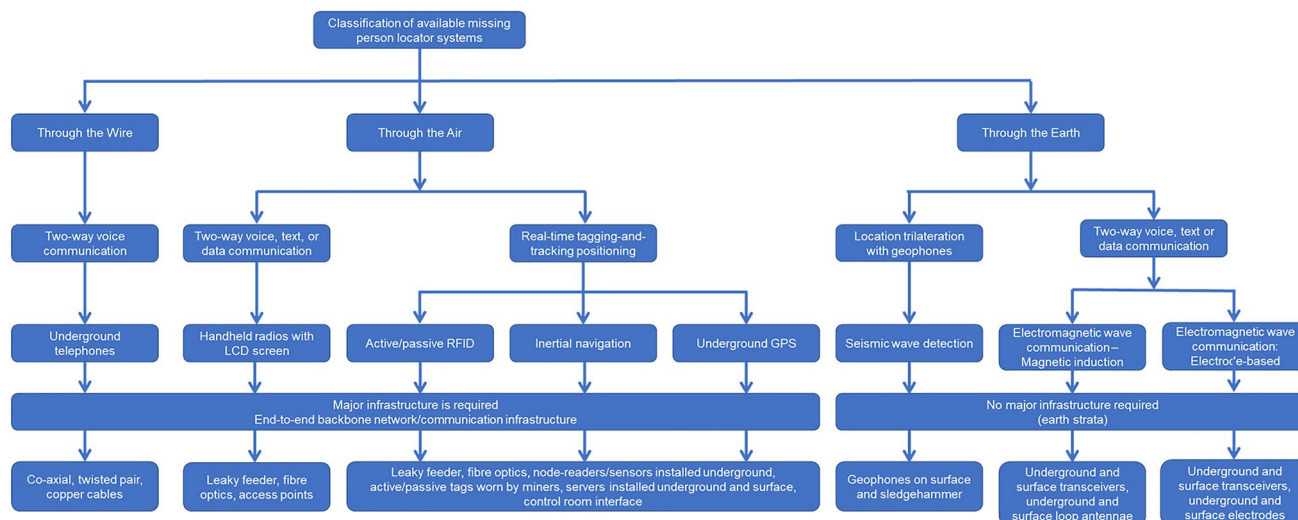 Classification of available missing
person locator systems
Through the Wire
Through the Air
Through the Earth
Two-way voice
communication
Two-way voice, text, or
data communication
Real-time tagging-and-
tracking positioning
Location trilateration
with geophones
Two-way voice, text or
data communication
Underground
telephones
Handheld radios with
LCD screen
Active/passive RFID
Inertial navigation
Underground GPS
Seismic wave detection
Electromagnetic wave
communication–
Magnetic induction
Electromagnetic wave
communication:
Major infrastructure is required
End-to-end backbone network/communication infrastructure
No major infrastructure required
(earth strata)
Co-axial, twisted pair,
copper cables
Leaky feeder, fibre
optics, access points
Leaky feeder, fibre optics, node-readers/sensors installed underground,
active/passive tags worn by miners, servers installed underground and surface,
control room interface
Geophones on surface
and sledgehammer
Underground and
surface transceivers,
underground and
surface loop antennae
Underground and
surface transceivers,
underground and
surface electrodes